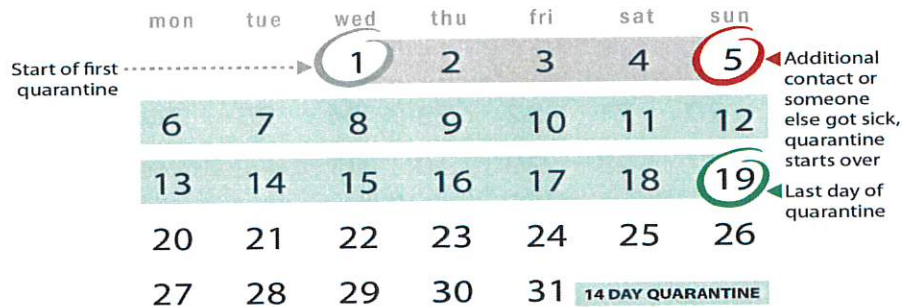 mon tue wed thu fri sat sun
Start of first
quarantine
1 2 3 4 5
Additional
contact or
someone
else got sick,
quarantine
starts over
6 7 8 9 10 11 12
13 14 15 16 17 18 19
Last day of
quarantine
20 21 22 23 24 25 26
27 28 29 30 31
14 DAY QUARANTINE